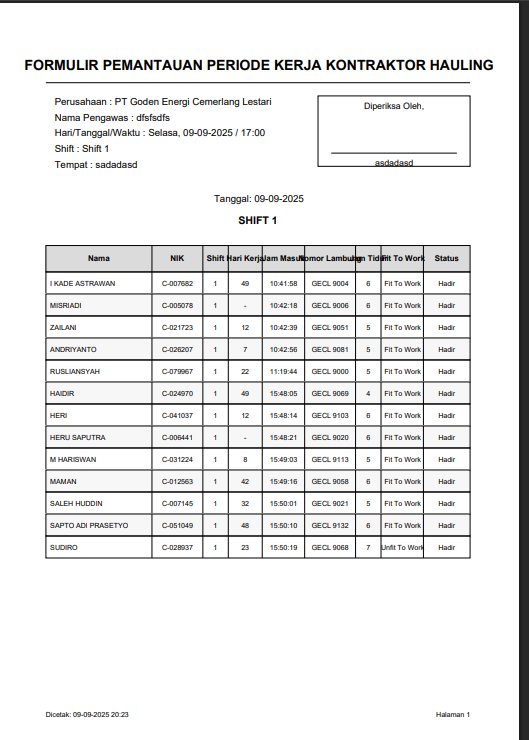 FORMULIR PEMANTAUAN PERIODE KERJA KONTRAKTOR HAULING
Perusahaan : PT Goden Energi Cemerlang Lestari
Nama Pengawas : dfsfsdfs
Hari/Tanggal/Waktu : Selasa, 09-09-2025 / 17:00
Shift : Shift 1
Tempat : sadadasd
Diperiksa Oleh,
asdadasd
Tanggal: 09-09-2025
SHIFT 1
Nama NIK Shift Hari Kerja Jam Masuk Nomor Lambung Jam Tidur Fit To Work Status
I KADE ASTRAWAN C-007682 1 49 10:41:58 GECL 9004 6 Fit To Work Hadir
MISRIADI C-005078 1 - 10:42:18 GECL 9006 6 Fit To Work Hadir
ZAILANI C-021723 1 12 10:42:39 GECL 9051 5 Fit To Work Hadir
ANDRIYANTO C-026207 1 7 10:42:56 GECL 9081 5 Fit To Work Hadir
RUSLIANSYAH C-079967 1 22 11:19:44 GECL 9000 5 Fit To Work Hadir
HAIDIR C-024970 1 49 15:48:05 GECL 9069 4 Fit To Work Hadir
HERI C-041037 1 12 15:48:14 GECL 9103 6 Fit To Work Hadir
HERU SAPUTRA C-006441 1 - 15:48:21 GECL 9020 6 Fit To Work Hadir
M HARISWAN C-031224 1 8 15:49:03 GECL 9113 5 Fit To Work Hadir
MAMAN C-012563 1 42 15:49:16 GECL 9058 6 Fit To Work Hadir
SALEH HUDDIN C-007145 1 32 15:50:01 GECL 9021 5 Fit To Work Hadir
SAPTO ADI PRASETYO C-051049 1 48 15:50:10 GECL 9132 6 Fit To Work Hadir
SUDIRO C-028937 1 23 15:50:19 GECL 9068 7 Unfit To Work Hadir
Dicetak: 09-09-2025 20:23
Halaman 1